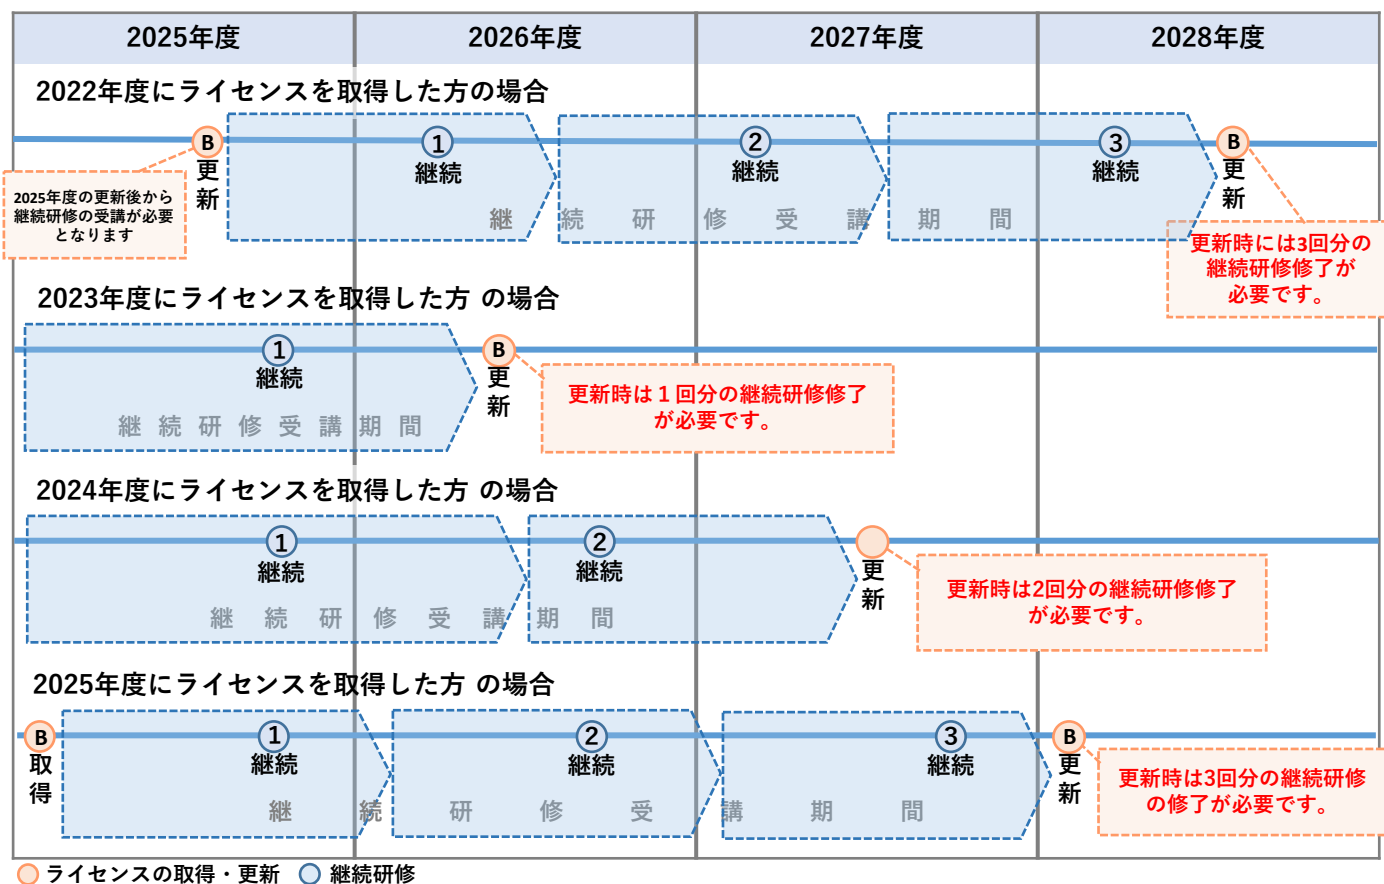 2025年度
2026年度
2027年度
2028年度
2022年度にライセンスを取得した方の場合
B
更
新
1
継続
2
継続
3
継続
B
更
新
2025年度の更新後から
継続研修の受講が必要
となります
継続研修受講期間
更新時には3回分の
継続研修修了が
必要です。
2023年度にライセンスを取得した方 の場合
1
継続
B
更
新
継続研修受講期間
更新時は１回分の継続研修修了
が必要です。
2024年度にライセンスを取得した方 の場合
1
継続
2
継続
更
新
継続研修受講期間
更新時は2回分の継続研修修了
が必要です。
2025年度にライセンスを取得した方 の場合
B
取
得
1
継続
2
継続
3
継続
B
更
新
継続研修受講期間
更新時は3回分の継続研修
の修了が必要です。
ライセンスの取得・更新
継続研修